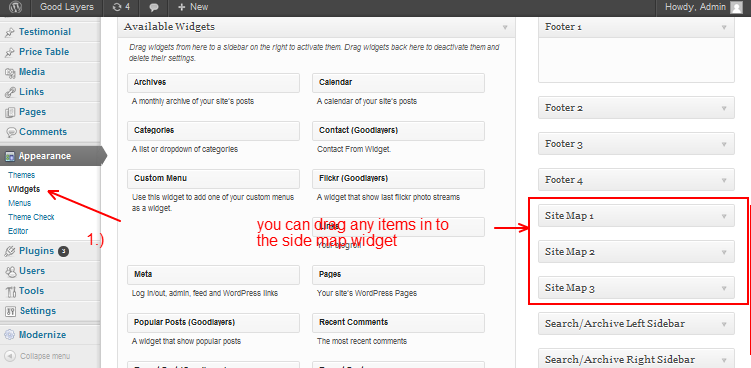 Good Layers 4 + New Howdy, Admin
Testimonial
Price Table
Media
Links
Pages
Comments
Appearance
Themes
Widgets
Menus
Theme Check
Editor
Plugins 3
Users
Tools
Settings
Modernize
Collapse menu
1.)
Available Widgets
Drag widgets from here to a sidebar on the right to activate them. Drag widgets back here to deactivate them and
delete their settings.
Archives
A monthly archive of your site's posts
Calendar
A calendar of your site's posts
Categories
A list or dropdown of categories
Contact (Goodlayers)
Contact From Widget.
Custom Menu
Use this widget to add one of your custom menus
as a widget.
Flickr (Goodlayers)
A widget that show last flickr photo streams
Links
Your blogroll
you can drag any items in to
the side map widget
Meta
Log in/out, admin, feed and WordPress links
Pages
Your site's WordPress Pages
Popular Posts (Goodlayers)
A widget that show popular posts
Recent Comments
The most recent comments
Footer 1
Footer 2
Footer 3
Footer 4
Site Map 1
Site Map 2
Site Map 3
Search/Archive Left Sidebar
Search/Archive Right Sidebar